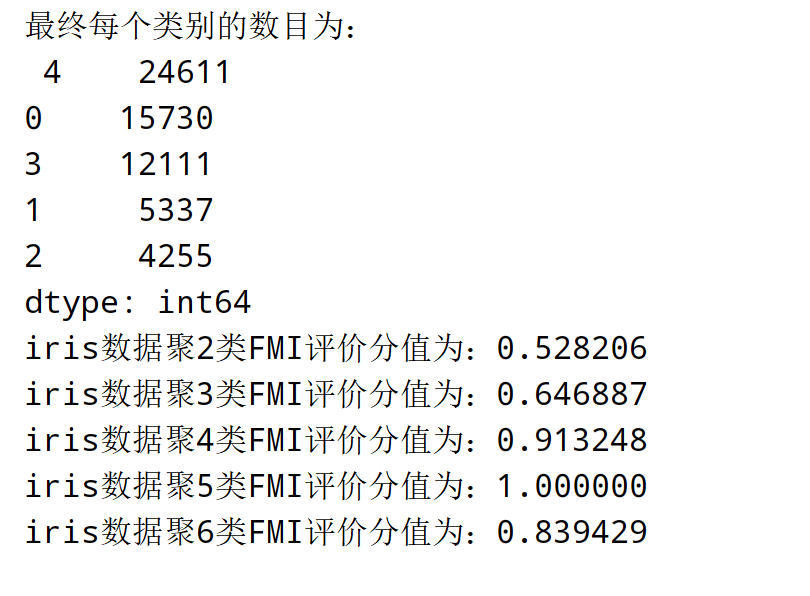 最终每个类别的数目为：
 4    24611
0    15730
3    12111
1     5337
2     4255
dtype: int64
iris数据聚2类FMI评价分值为：0.528206
iris数据聚3类FMI评价分值为：0.646887
iris数据聚4类FMI评价分值为：0.913248
iris数据聚5类FMI评价分值为：1.000000
iris数据聚6类FMI评价分值为：0.839429